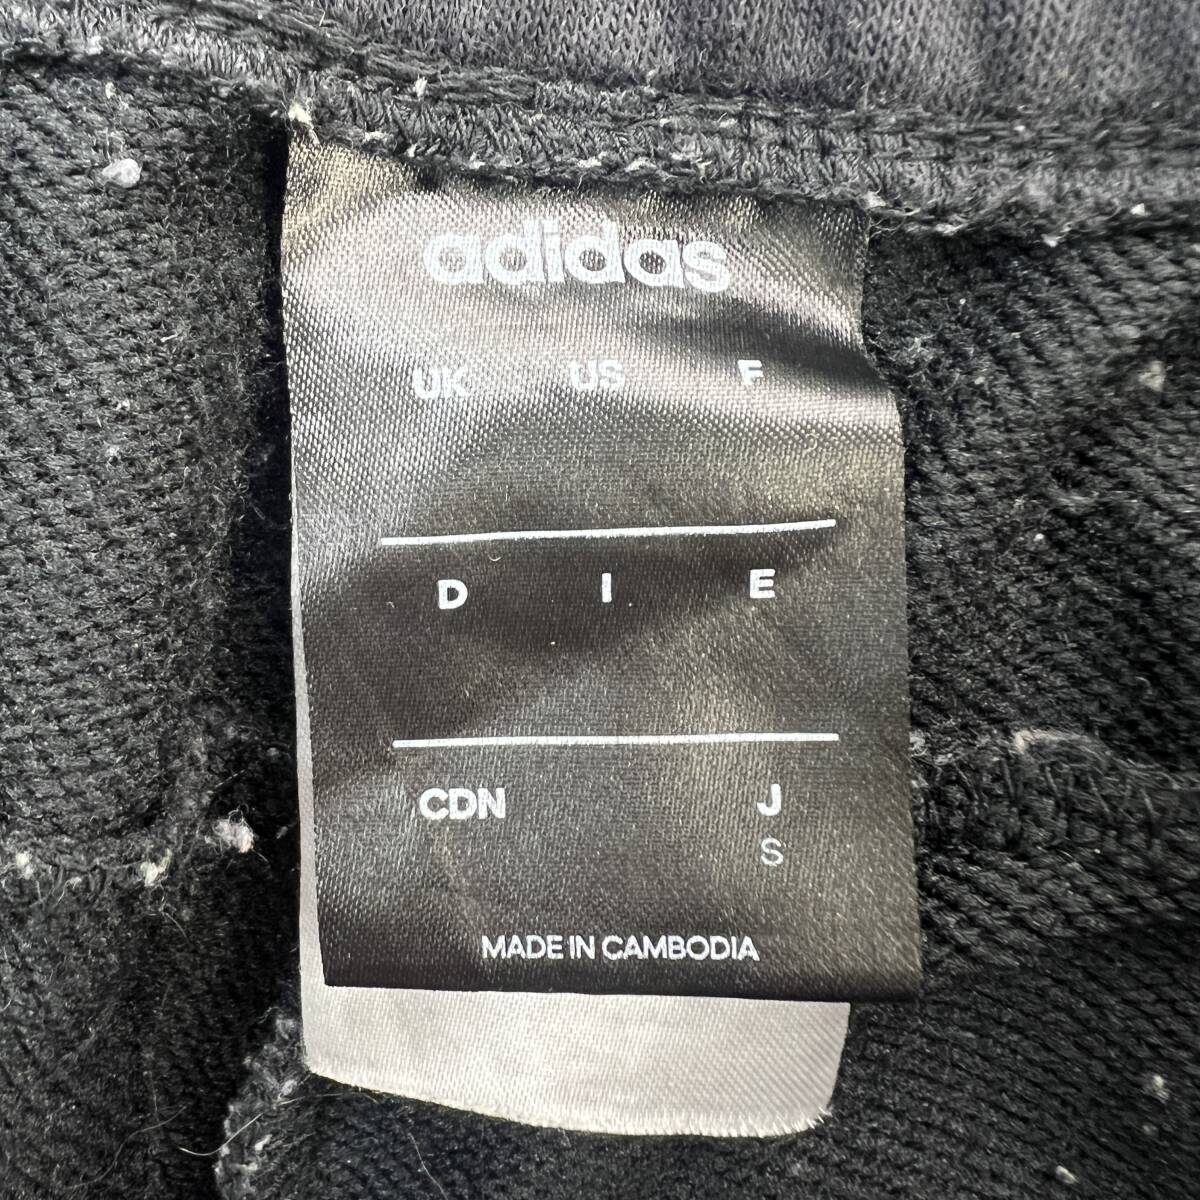 adidas
UK US F
D I E
CDN J
S
MADE IN CAMBODIA